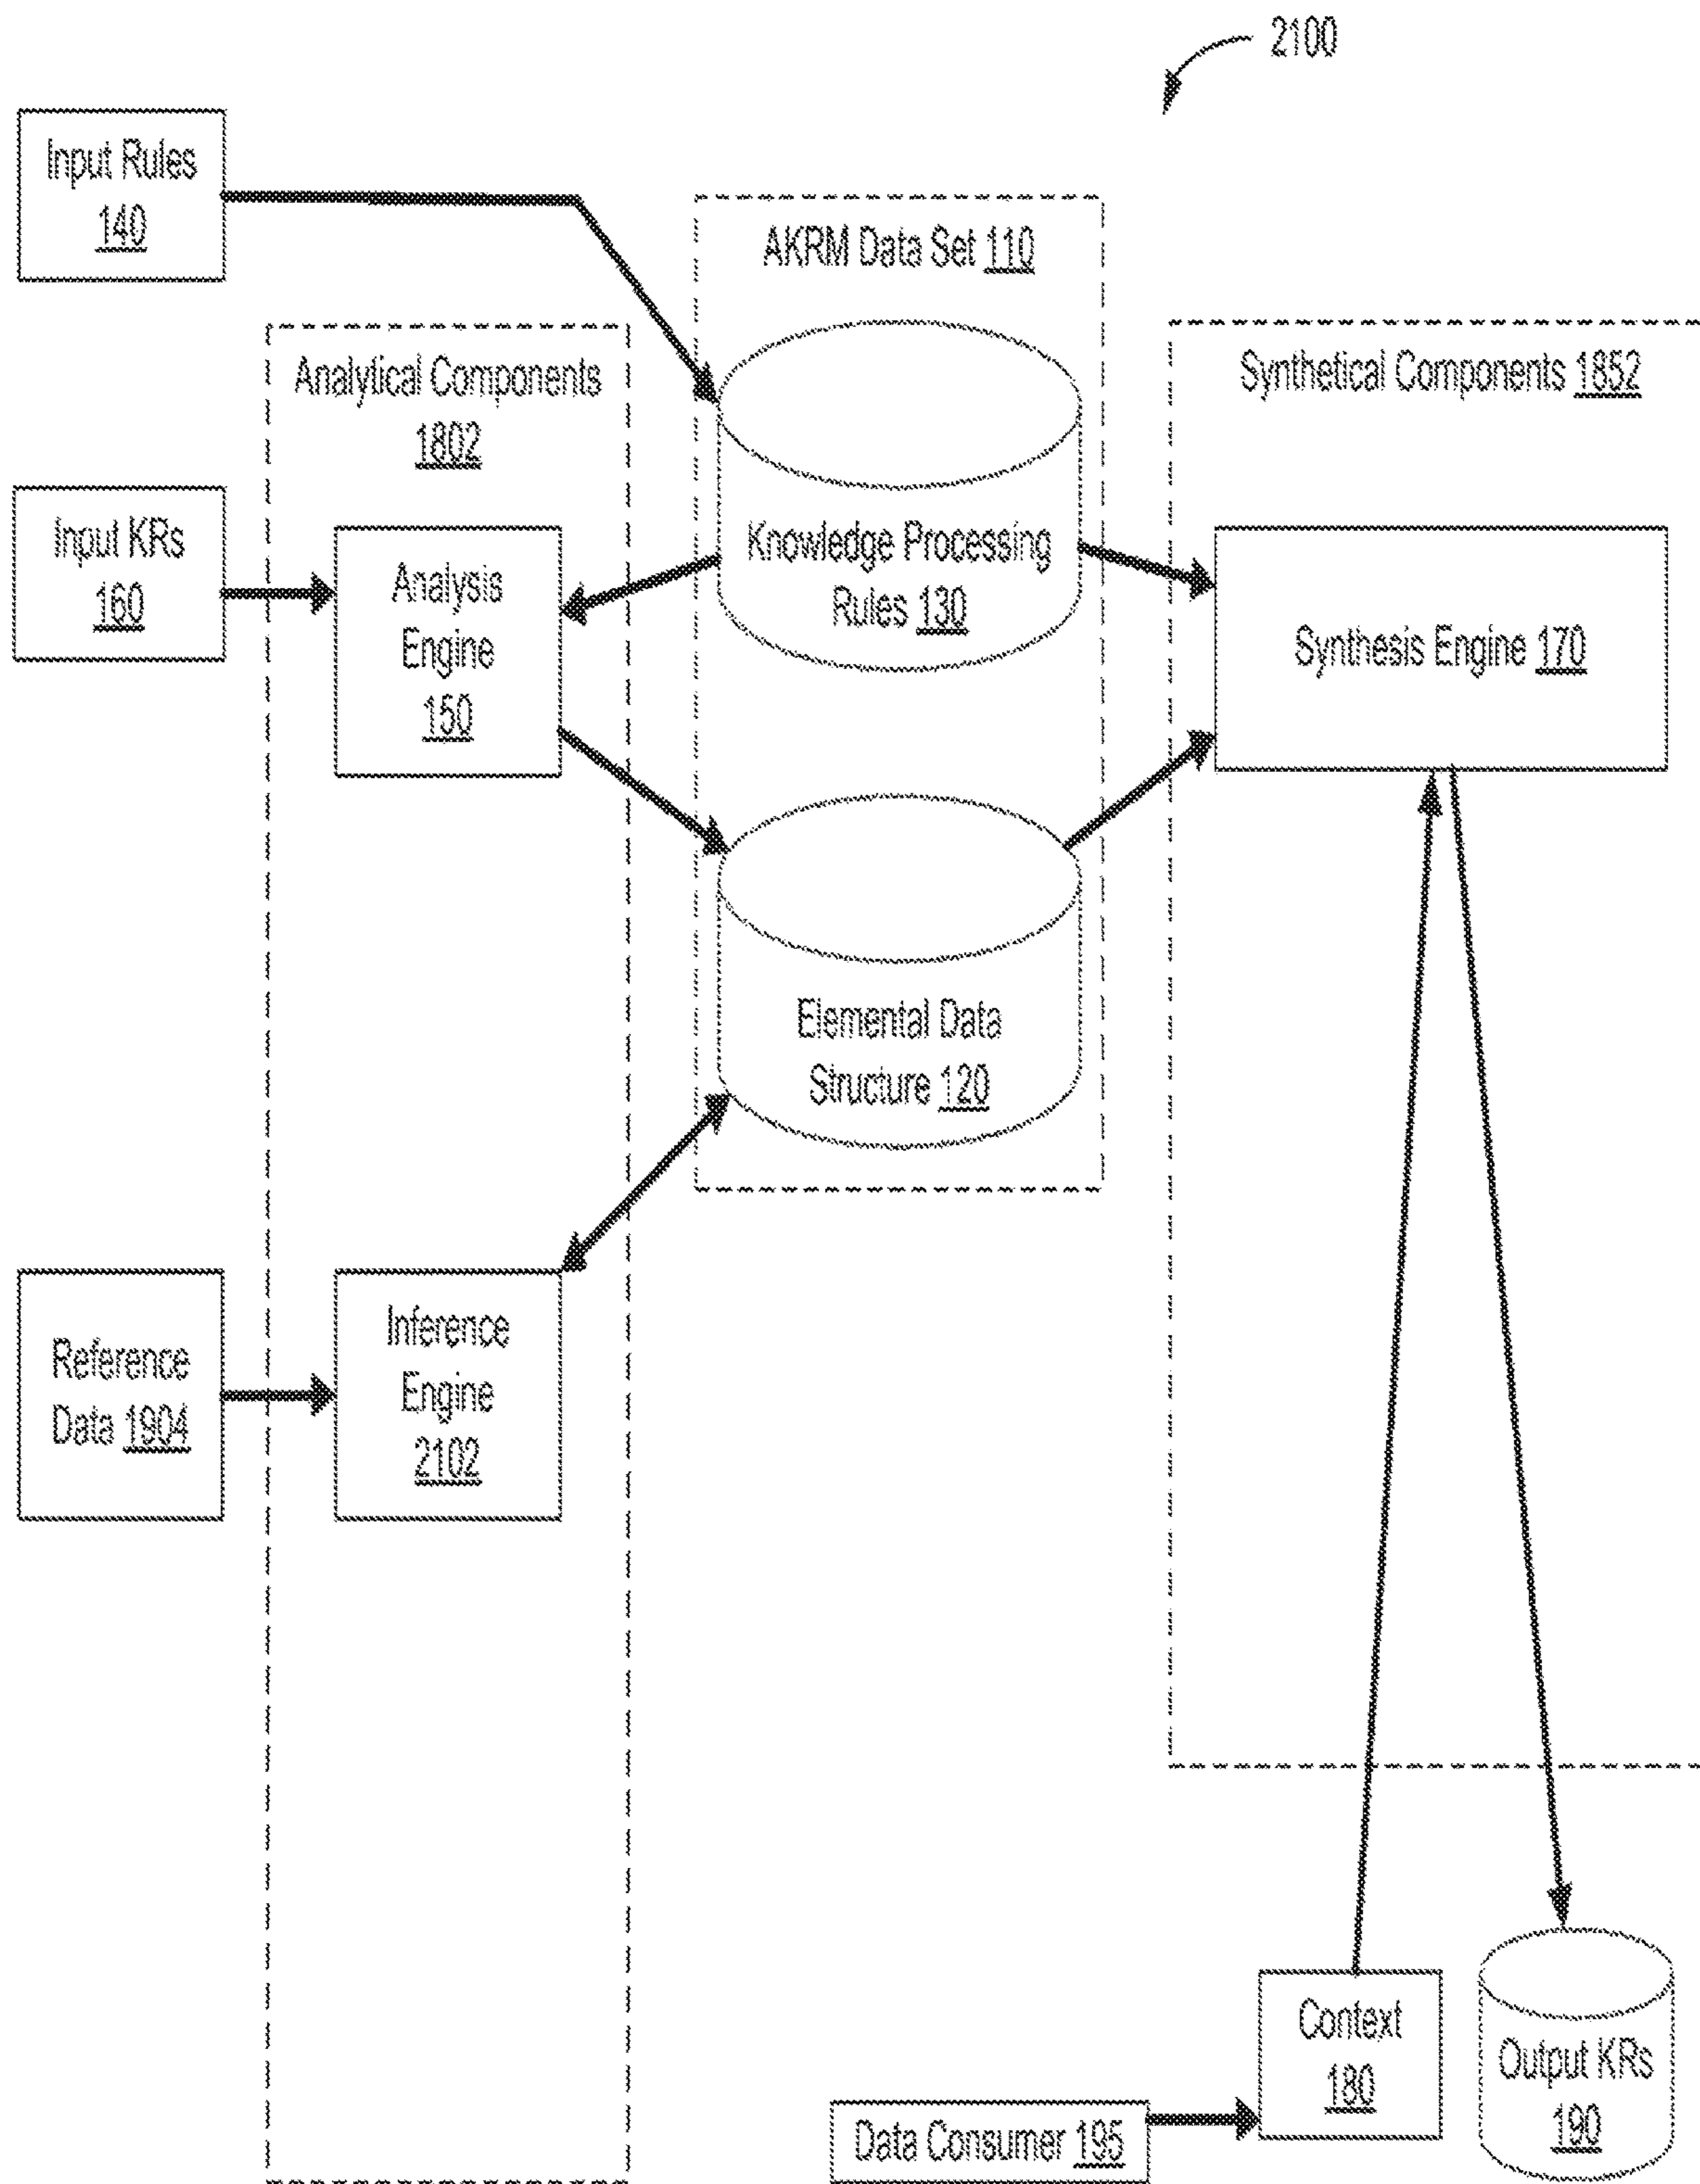 2100
Input Rules
140
AKRM Data Set 110
Analytical Components
1802
Synthetical Components 1852
Input KRs
160
Analysis
Engine
150
Knowledge Processing
Rules 130
Synthesis Engine 170
Elemental Data
Structure 120
Reference
Data 1904
Inference
Engine
2102
Context
180
Output KRs
190
Data Consumer 195